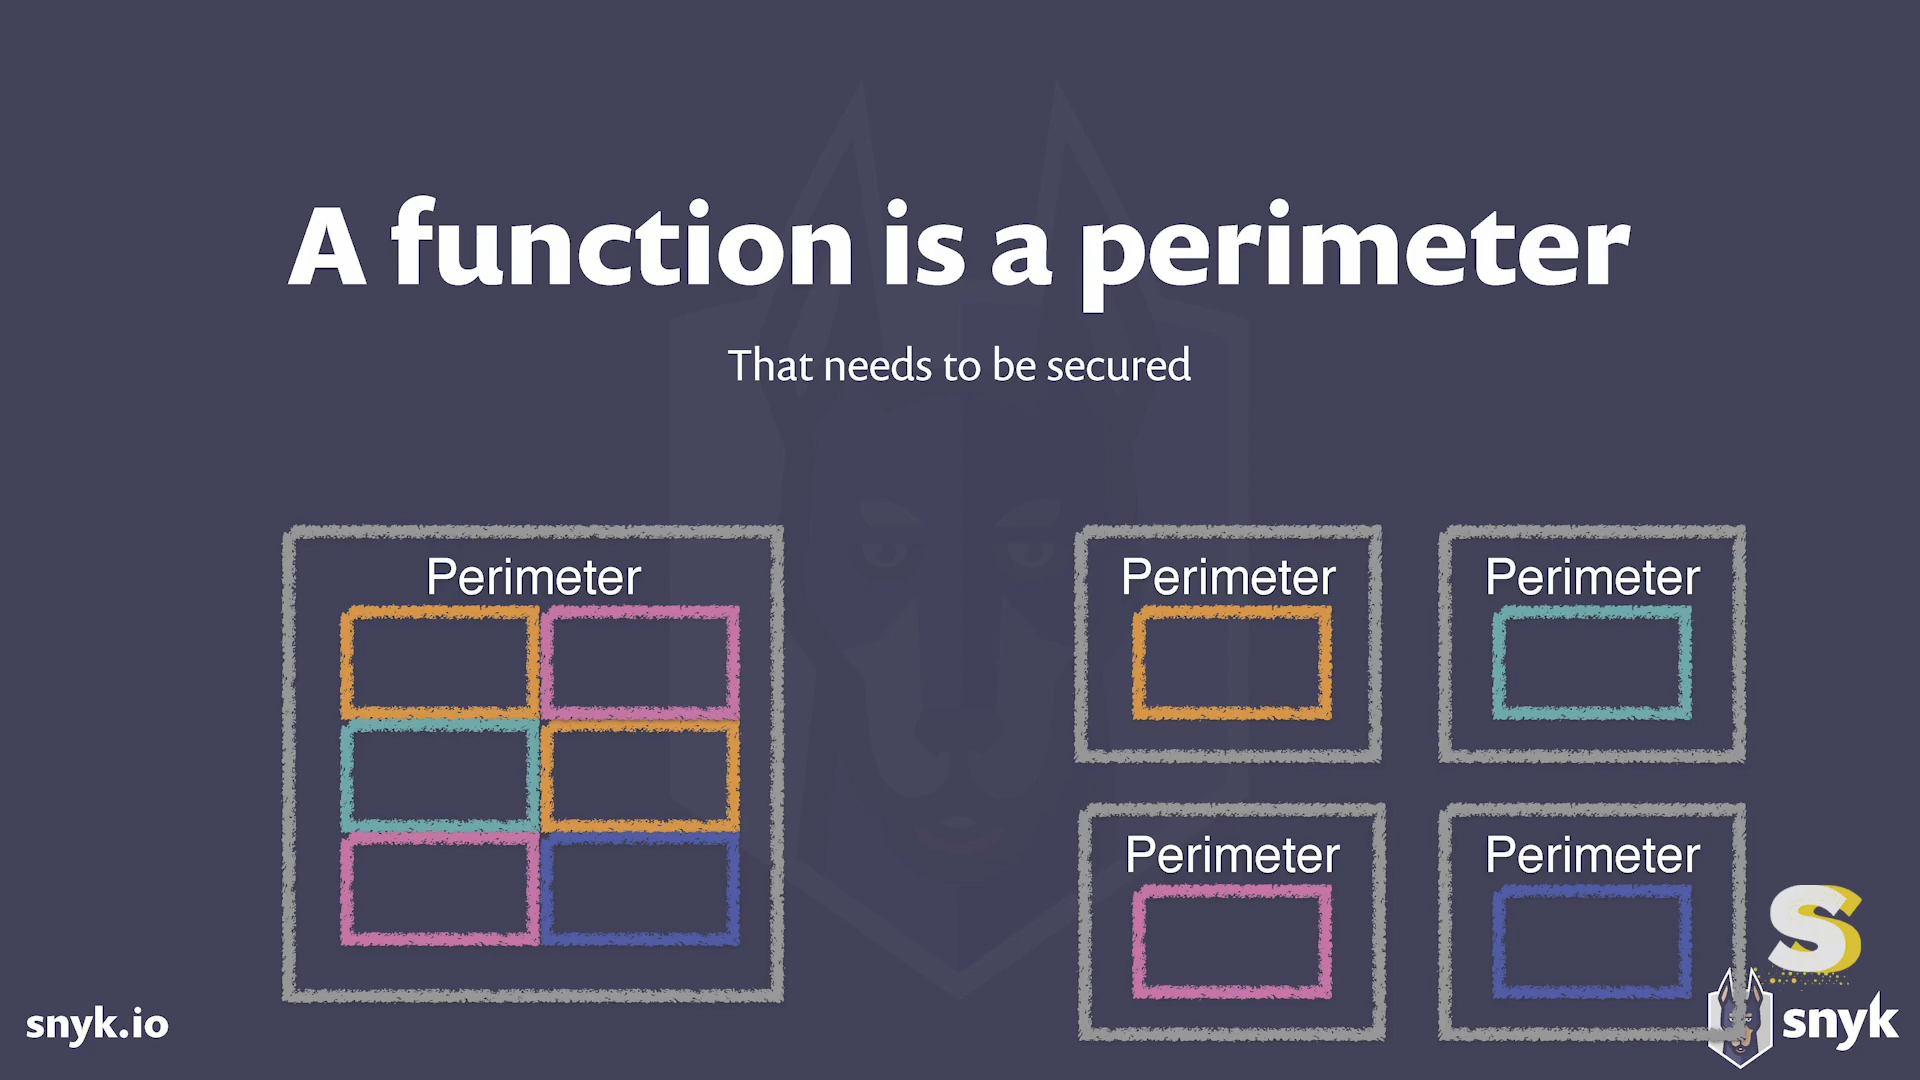 A function is a perimeter
That needs to be secured
Perimeter
Perimeter
Perimeter
Perimeter
Perimeter
S
snyk.io
snyk